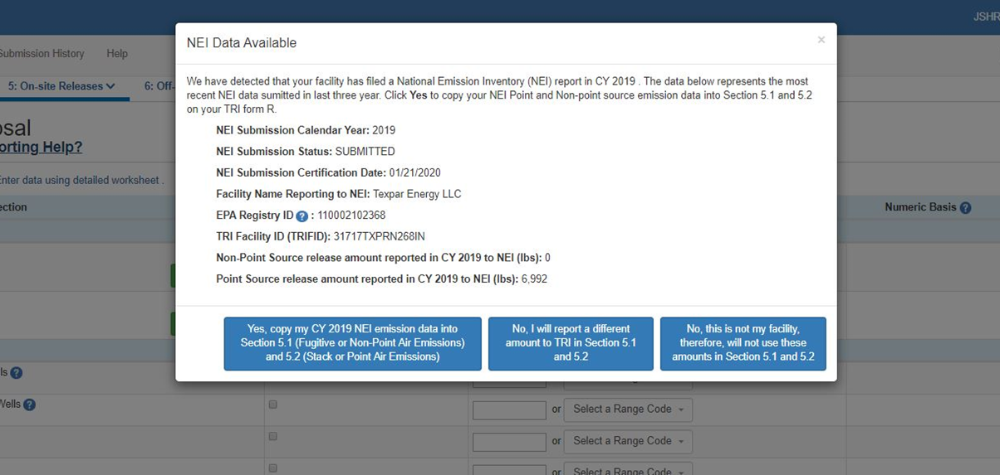 JSHR
Submission History Help
5: On-site Releases 6: Off-
NEI Data Available ×
We have detected that your facility has filed a National Emission Inventory (NEI) report in CY 2019 . The data below represents the most
recent NEI data sumitted in last three year. Click Yes to copy your NEI Point and Non-point source emission data into Section 5.1 and 5.2
on your TRI form R.
osal
orting Help?
NEI Submission Calendar Year: 2019
NEI Submission Status: SUBMITTED
NEI Submission Certification Date: 01/21/2020
Enter data using detailed worksheet .
Facility Name Reporting to NEI: Texpar Energy LLC
ection
Numeric Basis ?
EPA Registry ID ? : 110002102368
TRI Facility ID (TRIFID): 31717TXPRN268IN
Non-Point Source release amount reported in CY 2019 to NEI (lbs): 0
Point Source release amount reported in CY 2019 to NEI (lbs): 6,992
Yes, copy my CY 2019 NEI emission data into
Section 5.1 (Fugitive or Non-Point Air Emissions)
and 5.2 (Stack or Point Air Emissions)
No, I will report a different
amount to TRI in Section 5.1
and 5.2
No, this is not my facility,
therefore, will not use these
amounts in Section 5.1 and 5.2
ls ?
Wells ?
or Select a Range Code
or Select a Range Code
or Select a Range Code